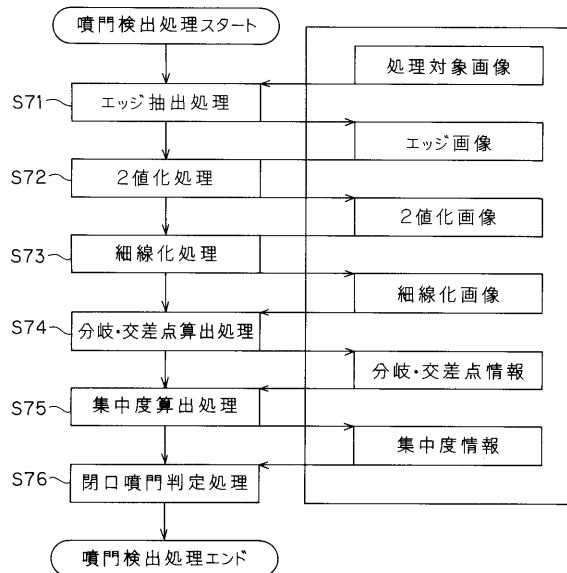 噴門検出処理スタート
処理対象画像
S71
エッジ抽出処理
エッジ画像
S72
2値化処理
2値化画像
S73
細線化処理
細線化画像
S74
分岐・交差点算出処理
分岐・交差点情報
S75
集中度算出処理
集中度情報
S76
閉口噴門判定処理
噴門検出処理エンド